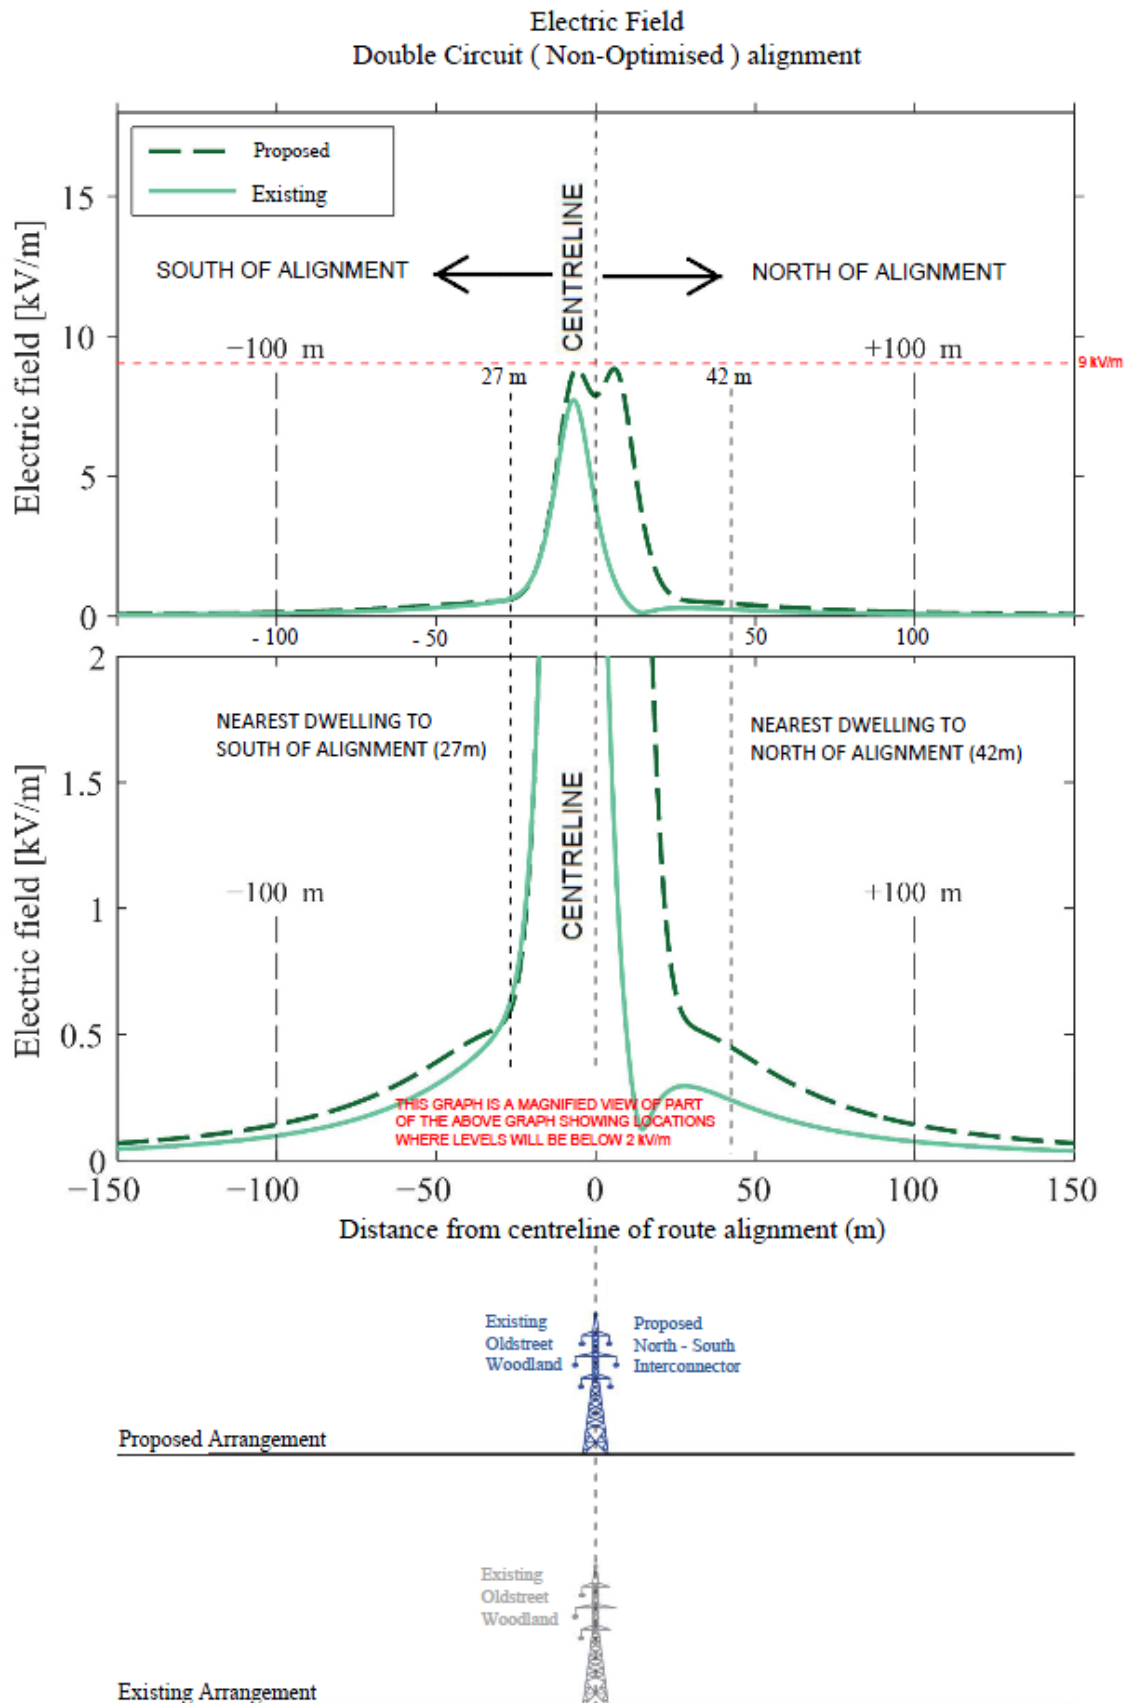 Electric Field
Double Circuit ( Non-Optimised ) alignment
Proposed
Existing
15
10
5
0
Electric field [kV/m]
SOUTH OF ALIGNMENT
CENTRELINE
NORTH OF ALIGNMENT
−100 m
+100 m
9 kV/m
27 m
42 m
- 100
- 50
50
100
2
1.5
1
0.5
0
Electric field [kV/m]
NEAREST DWELLING TO
SOUTH OF ALIGNMENT (27m)
NEAREST DWELLING TO
NORTH OF ALIGNMENT (42m)
CENTRELINE
−100 m
+100 m
THIS GRAPH IS A MAGNIFIED VIEW OF PART
OF THE ABOVE GRAPH SHOWING LOCATIONS
WHERE LEVELS WILL BE BELOW 2 kV/m
−150
−100
−50
0
50
100
150
Distance from centreline of route alignment (m)
Existing
Oldstreet
Woodland
Proposed
North - South
Interconnector
Proposed Arrangement
Existing
Oldstreet
Woodland
Existing Arrangement